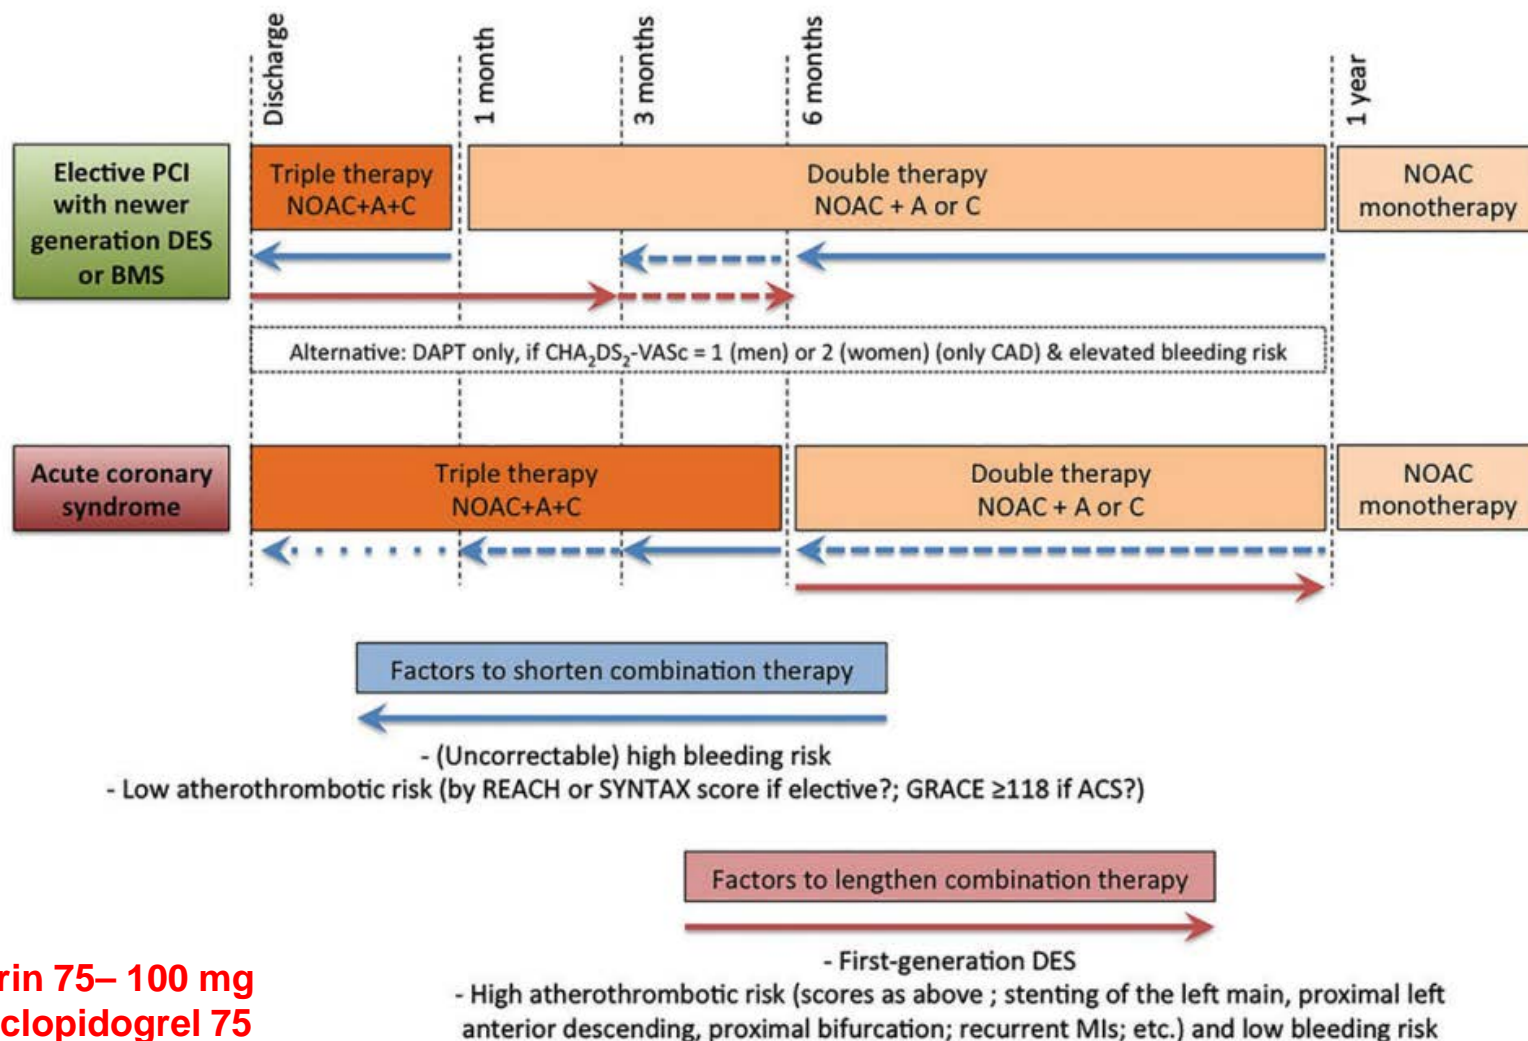 Discharge
1 month
3 months
6 months
1 year
Elective PCI
with newer
generation DES
or BMS
Triple therapy
NOAC+A+C
Double therapy
NOAC + A or C
NOAC
monotherapy
Alternative: DAPT only, if CHA₂DS₂-VASc = 1 (men) or 2 (women) (only CAD) & elevated bleeding risk
Acute coronary
syndrome
Triple therapy
NOAC+A+C
Double therapy
NOAC + A or C
NOAC
monotherapy
Factors to shorten combination therapy
- (Uncorrectable) high bleeding risk
- Low atherothrombotic risk (by REACH or SYNTAX score if elective?; GRACE ≥118 if ACS?)
Factors to lengthen combination therapy
- First-generation DES
- High atherothrombotic risk (scores as above ; stenting of the left main, proximal left
anterior descending, proximal bifurcation; recurrent MIs; etc.) and low bleeding risk
rin 75– 100 mg
clopidogrel 75